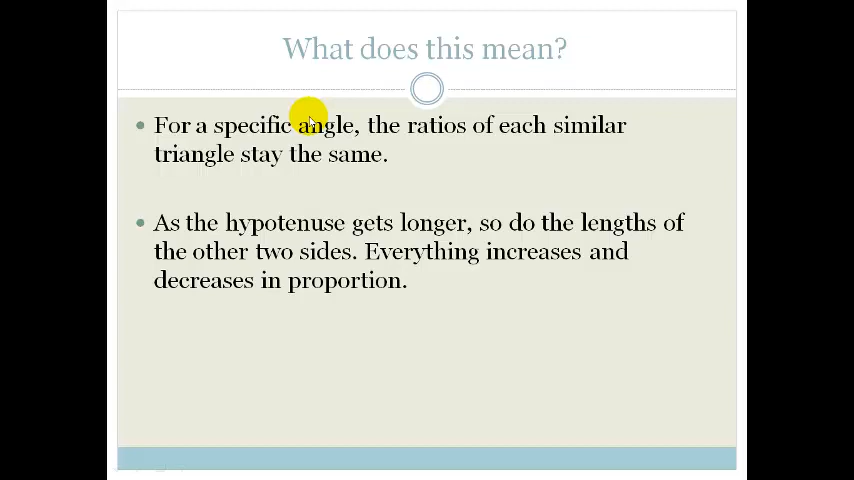 What does this mean?
For a specific angle, the ratios of each similar
triangle stay the same.
As the hypotenuse gets longer, so do the lengths of
the other two sides. Everything increases and
decreases in proportion.